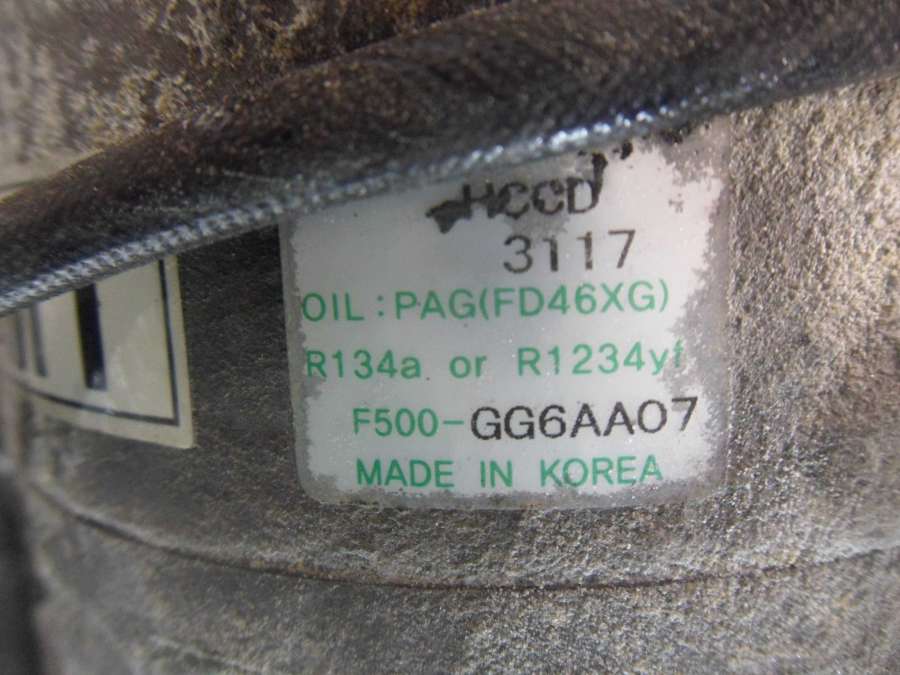 HCCD
3117
OIL : PAG(FD46XG)
R134a or R1234yf
F500-GG6AA07
MADE IN KOREA